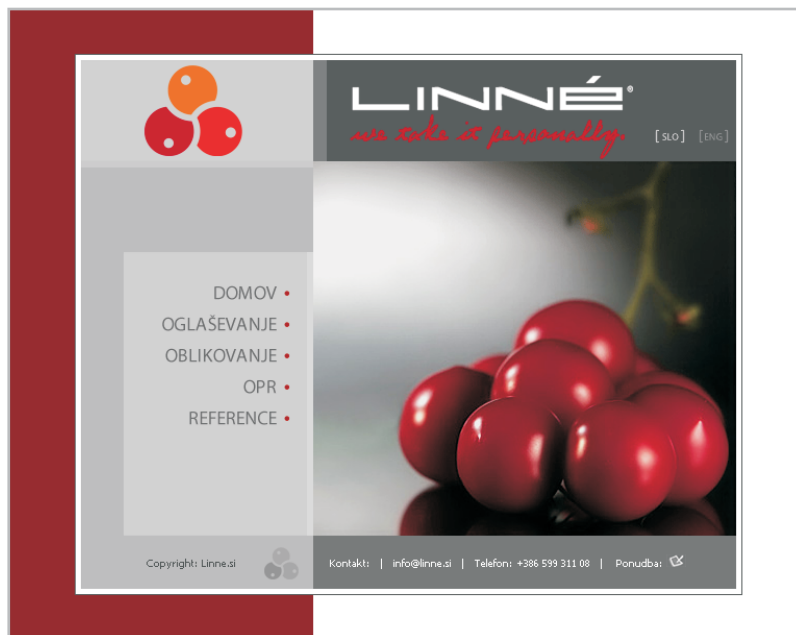 LINNÉ®
we take it personally.
[SLO] [ENG]
DOMOV •
OGLAŠEVANJE •
OBLIKOVANJE •
OPR •
REFERENCE •
Copyright: Linne.si
Kontakt: | info@linne.si | Telefon: +386 599 311 08 | Ponudba: